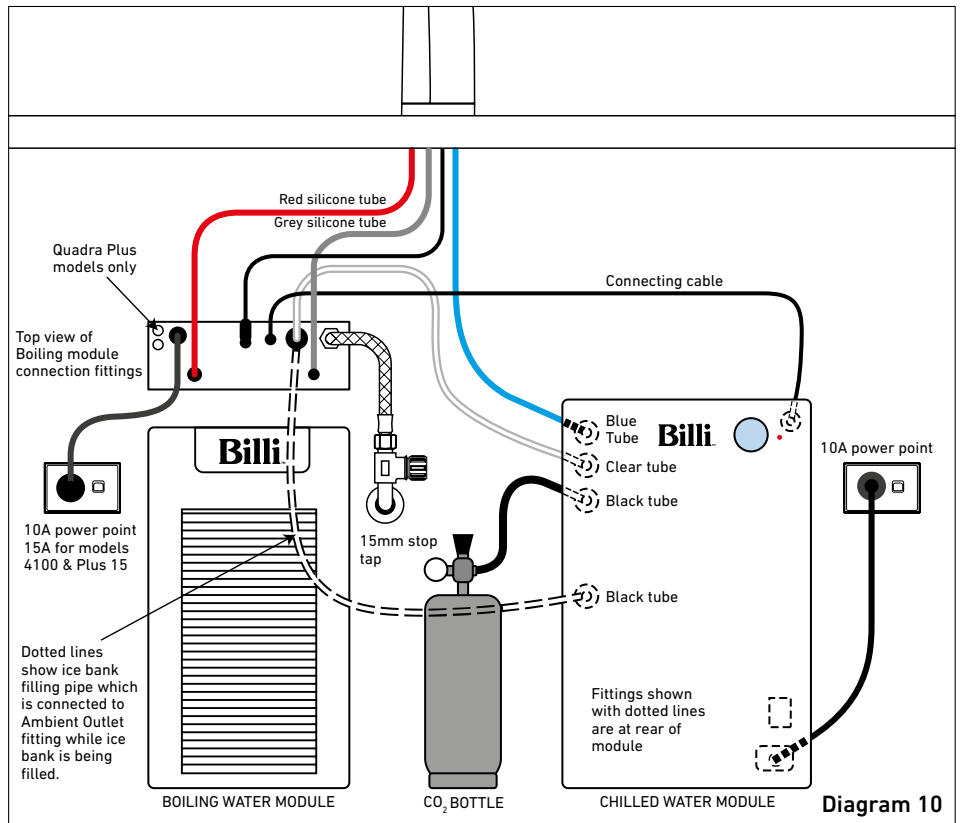 Red silicone tube
Grey silicone tube
Quadra Plus
models only
Connecting cable
Top view of
Boiling module
connection fittings
Billi
Blue
Tube
Billi
Clear tube
10A power point
Black tube
10A power point
15A for models
4100 & Plus 15
15mm stop
tap
Black tube
Dotted lines
show ice bank
filling pipe which
is connected to
Ambient Outlet
fitting while ice
bank is being
filled.
Fittings shown
with dotted lines
are at rear of
module
BOILING WATER MODULE
CO₂ BOTTLE
CHILLED WATER MODULE
Diagram 10